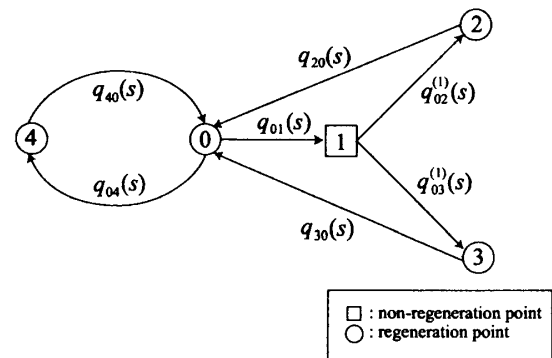 2
q₂₀(s)
q₄₀(s)
q₀₂⁽¹⁾(s)
q₀₁(s)
4
0
1
q₀₃⁽¹⁾(s)
q₀₄(s)
q₃₀(s)
3
□ : non-regeneration point
○ : regeneration point